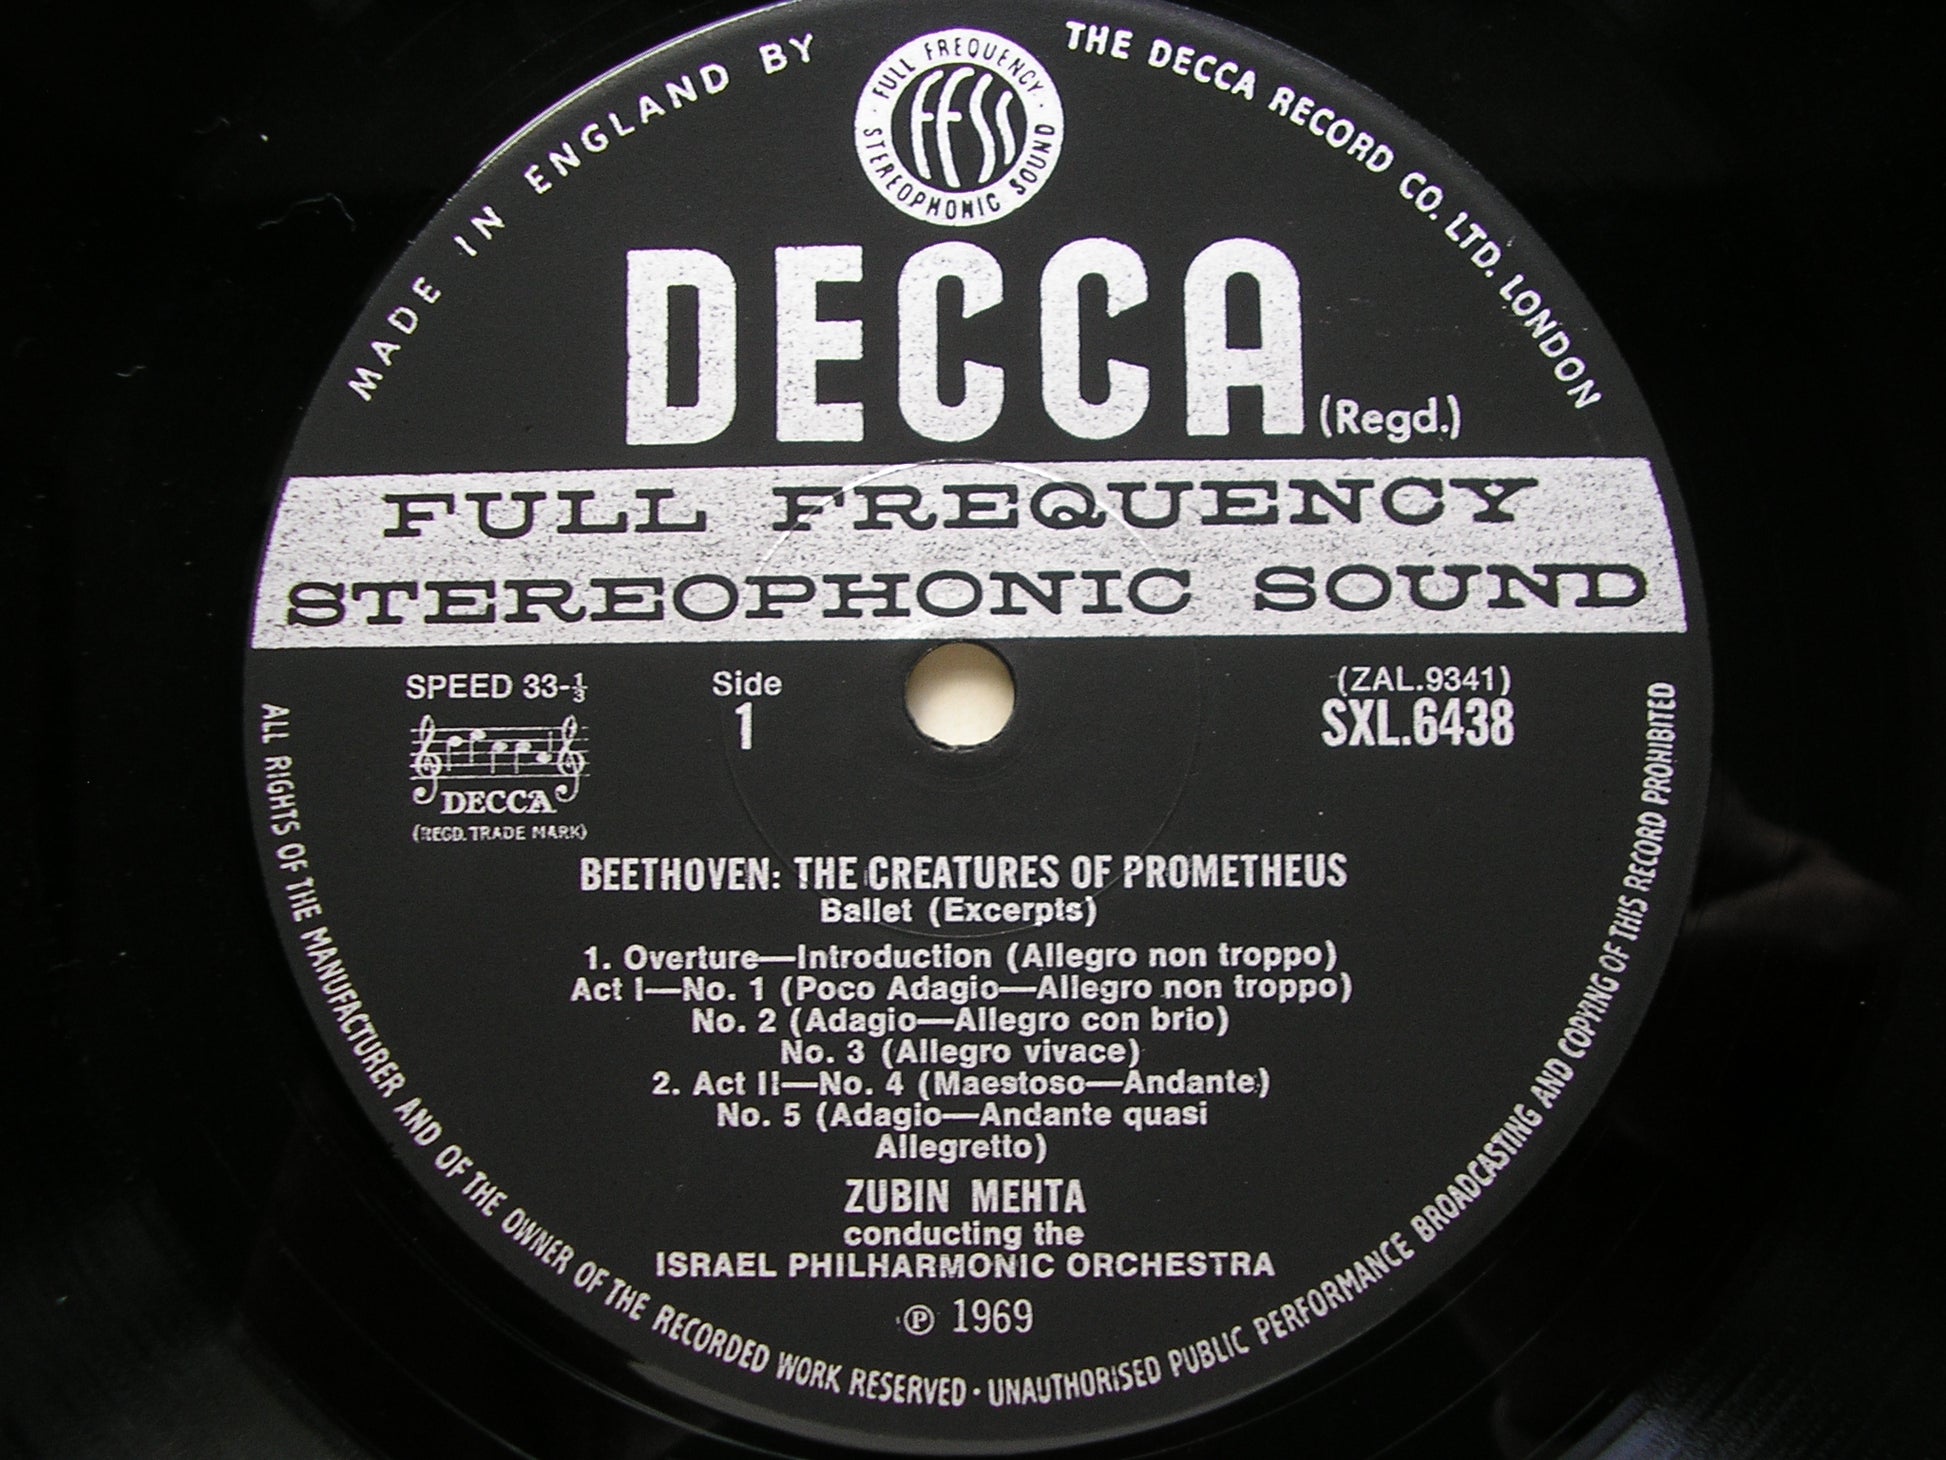 MADE IN ENGLAND BY
THE DECCA RECORD CO. LTD. LONDON
· FULL FREQUENCY ·
STEREOPHONIC SOUND
FFSS
DECCA (Regd.)
FULL FREQUENCY
STEREOPHONIC SOUND
SPEED 33-⅓
Side
1
(ZAL.9341)
SXL.6438
DECCA
(REGD. TRADE MARK)
BEETHOVEN: THE CREATURES OF PROMETHEUS
Ballet (Excerpts)
1. Overture—Introduction (Allegro non troppo)
Act I—No. 1 (Poco Adagio—Allegro non troppo)
No. 2 (Adagio—Allegro con brio)
No. 3 (Allegro vivace)
2. Act II—No. 4 (Maestoso—Andante)
No. 5 (Adagio—Andante quasi
Allegretto)
ZUBIN MEHTA
conducting the
ISRAEL PHILHARMONIC ORCHESTRA
℗ 1969
ALL RIGHTS OF THE MANUFACTURER AND OF THE OWNER OF THE RECORDED WORK RESERVED · UNAUTHORISED PUBLIC PERFORMANCE BROADCASTING AND COPYING OF THIS RECORD PROHIBITED